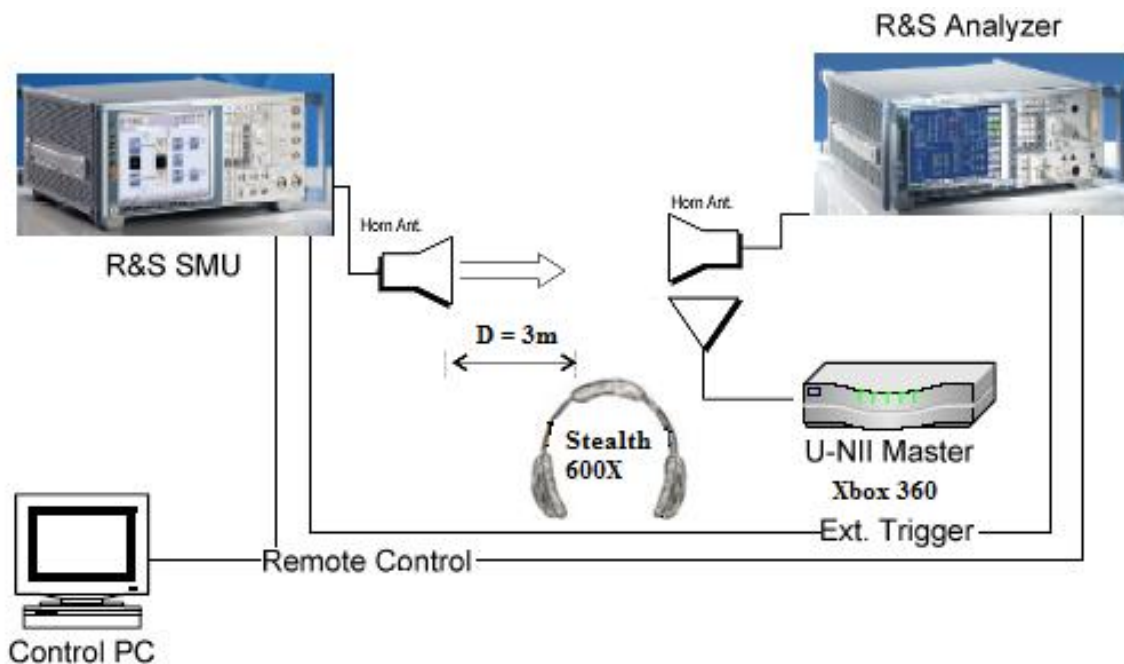 R&S Analyzer
R&S SMU
Horn Ant.
Horn Ant.
D = 3m
Stealth
600X
U-NII Master
Xbox 360
Ext. Trigger
Remote Control
Control PC